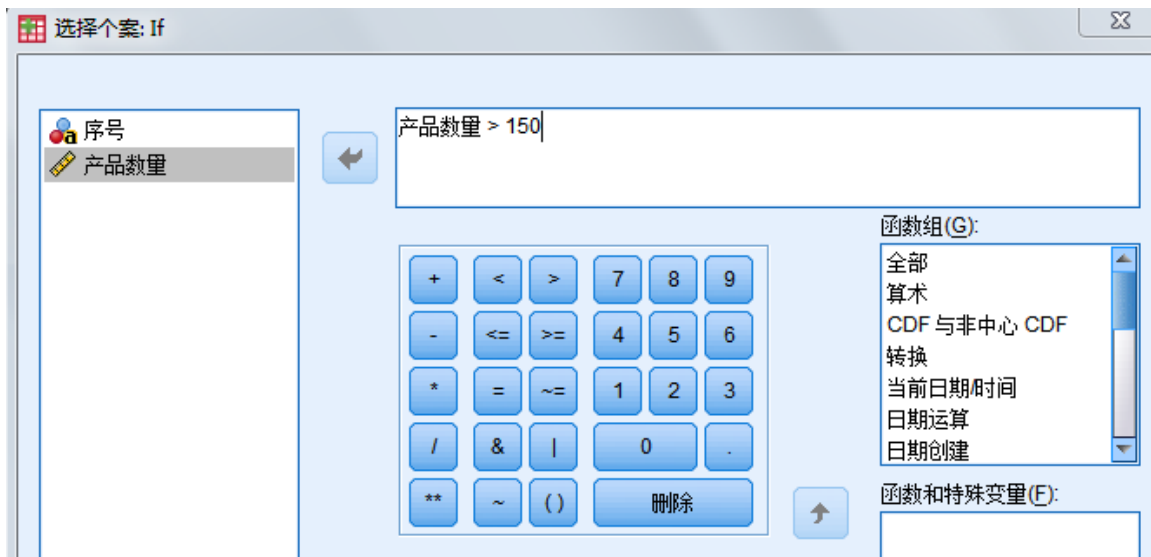 选择个案: If
序号
产品数量
产品数量 > 150
+ < > 7 8 9
- <= >= 4 5 6
* = ~= 1 2 3
/ & | 0 .
** ~ ( ) 删除
函数组(G):
全部
算术
CDF 与非中心 CDF
转换
当前日期/时间
日期运算
日期创建
函数和特殊变量(F):